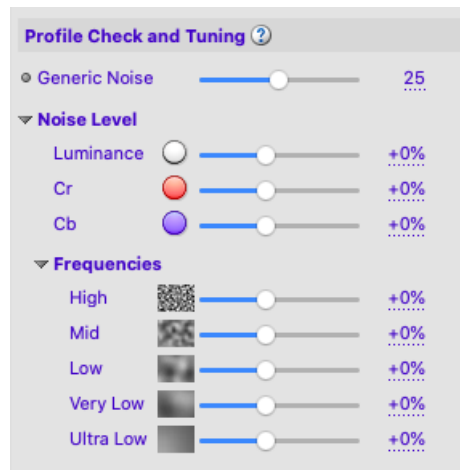 Profile Check and Tuning ?
Generic Noise 25
Noise Level
Luminance +0%
Cr +0%
Cb +0%
Frequencies
High +0%
Mid +0%
Low +0%
Very Low +0%
Ultra Low +0%